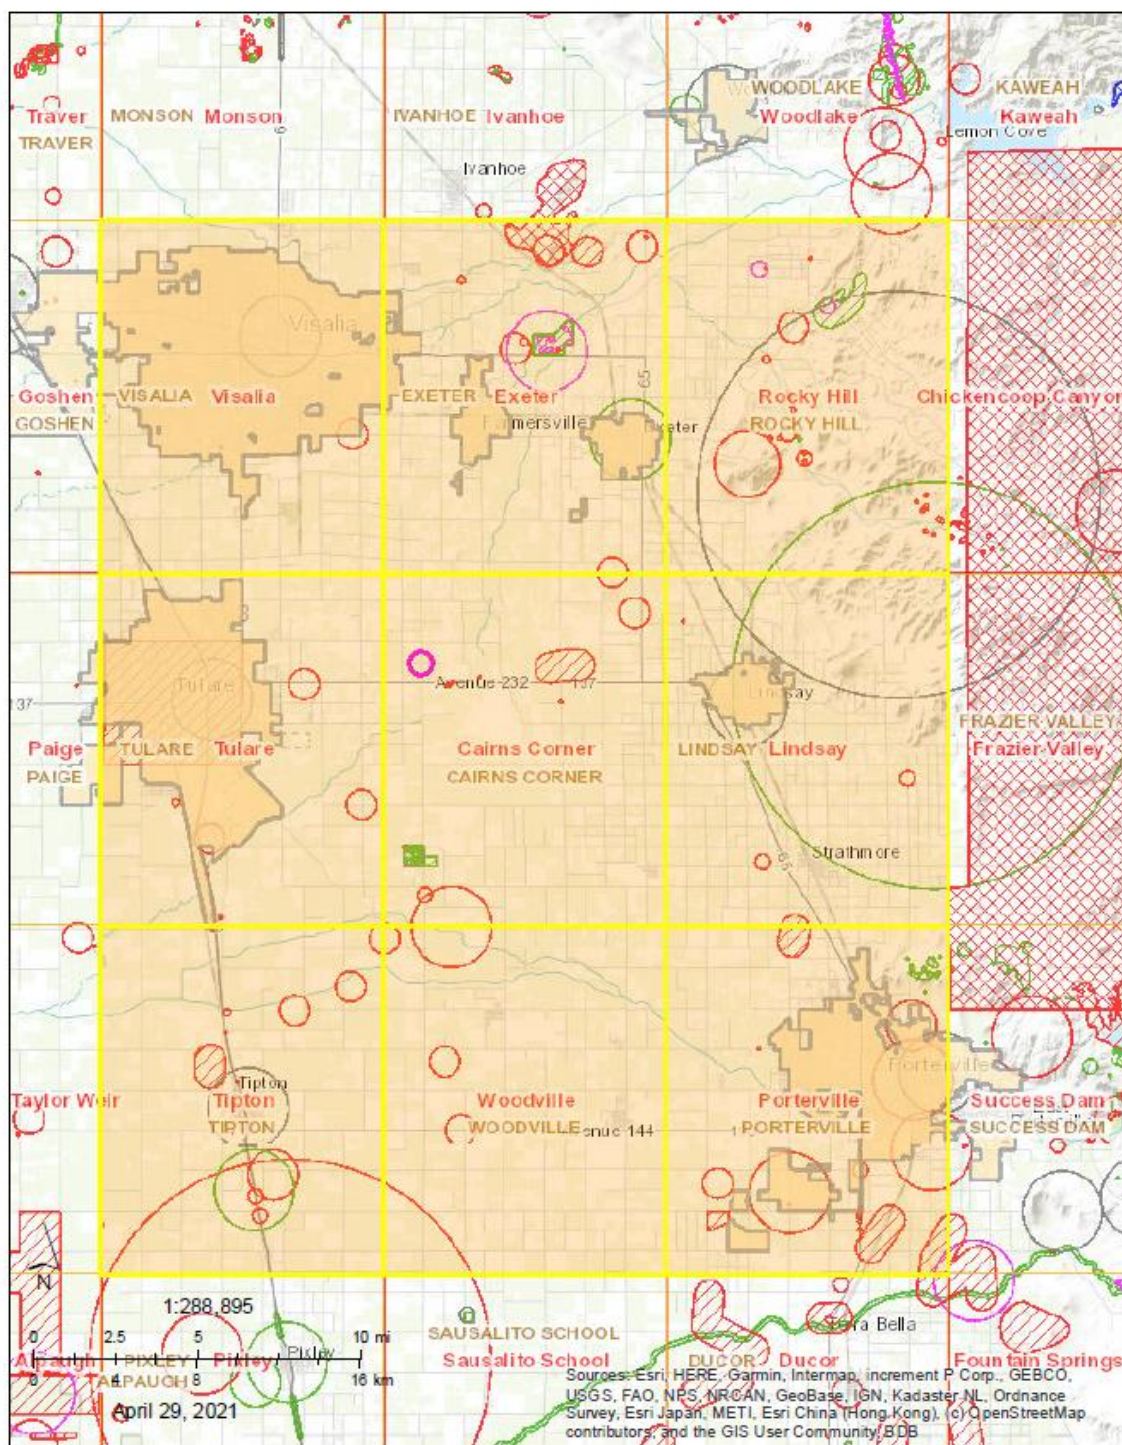 WOODLAKE
KAWEAH
Traver
MONSON Monson
IVANHOE Ivanhoe
Woodlake
Kaweah
TRAVER
Lemon Cove
Ivanhoe
Visalia
65
Goshen
VISALIA Visalia
EXETER Exeter
Rocky Hill
Chickencoop Canyon
GOSHEN
ROCKY HILL
Tulare
Avenue 232
137
137
Paige
TULARE Tulare
Cairns Corner
LINDSAY Lindsay
FRAZIER VALLEY
Frazier Valley
PAIGE
CAIRNS CORNER
Strathmore
65
Porterville
Tipton
Taylor Weir
Tipton
Woodville
Porterville
Success Dam
TIPTON
WOODVILLE
PORTERVILLE
SUCCESS DAM
N
1:288,895
0 2.5 5 10 mi
0 4 8 16 km
SAUSALITO SCHOOL
Terra Bella
Pixley
Alpaugh
PIXLEY Pixley
Sausalito School
DUCOR Ducor
Fountain Springs
ALPAUGH
April 29, 2021
Sources: Esri, HERE, Garmin, Intermap, increment P Corp., GEBCO,
USGS, FAO, NPS, NRCAN, GeoBase, IGN, Kadaster NL, Ordnance
Survey, Esri Japan, METI, Esri China (Hong Kong), (c) OpenStreetMap
contributors, and the GIS User Community, BDB